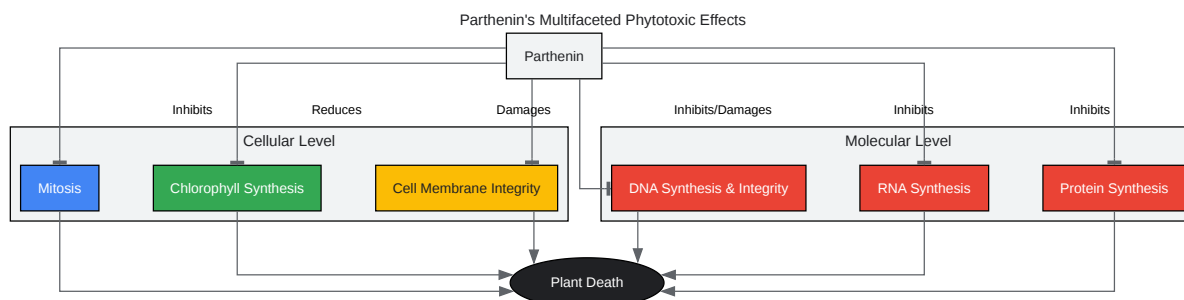 Parthenin's Multifaceted Phytotoxic Effects
Parthenin
Inhibits
Reduces
Damages
Inhibits/Damages
Inhibits
Inhibits
Cellular Level
Molecular Level
Mitosis
Chlorophyll Synthesis
Cell Membrane Integrity
DNA Synthesis & Integrity
RNA Synthesis
Protein Synthesis
Plant Death